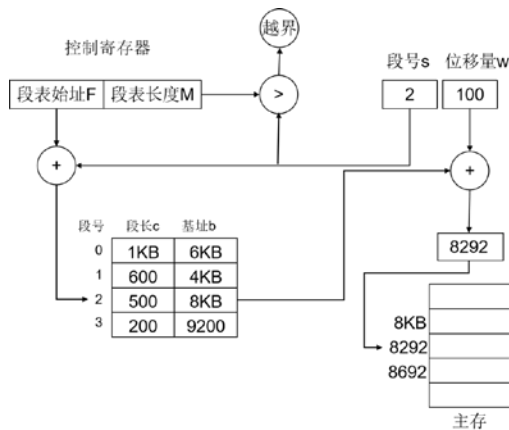 越界
控制寄存器
段号s 位移量w
段表始址F 段表长度M
>
2 100
+
+
段号 段长c 基址b
0 1KB 6KB
1 600 4KB
2 500 8KB
3 200 9200
8292
8KB
8292
8692
主存